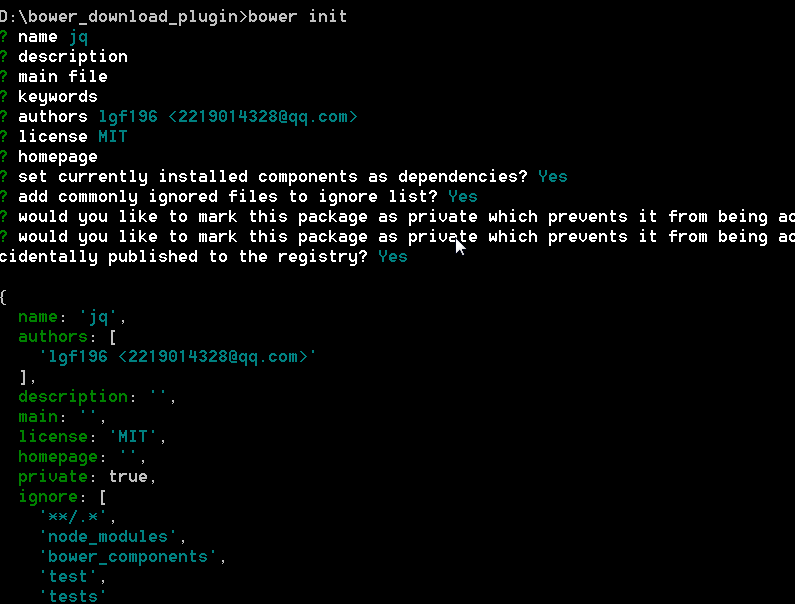 D:\bower_download_plugin>bower init
? name jq
? description
? main file
? keywords
? authors lgf196 <2219014328@qq.com>
? license MIT
? homepage
? set currently installed components as dependencies? Yes
? add commonly ignored files to ignore list? Yes
? would you like to mark this package as private which prevents it from being ac
? would you like to mark this package as private which prevents it from being ac
cidentally published to the registry? Yes
{
name: 'jq',
authors: [
'lgf196 <2219014328@qq.com>'
],
description: '',
main: '',
license: 'MIT',
homepage: '',
private: true,
ignore: [
'**/.*',
'node_modules',
'bower_components',
'test',
'tests'